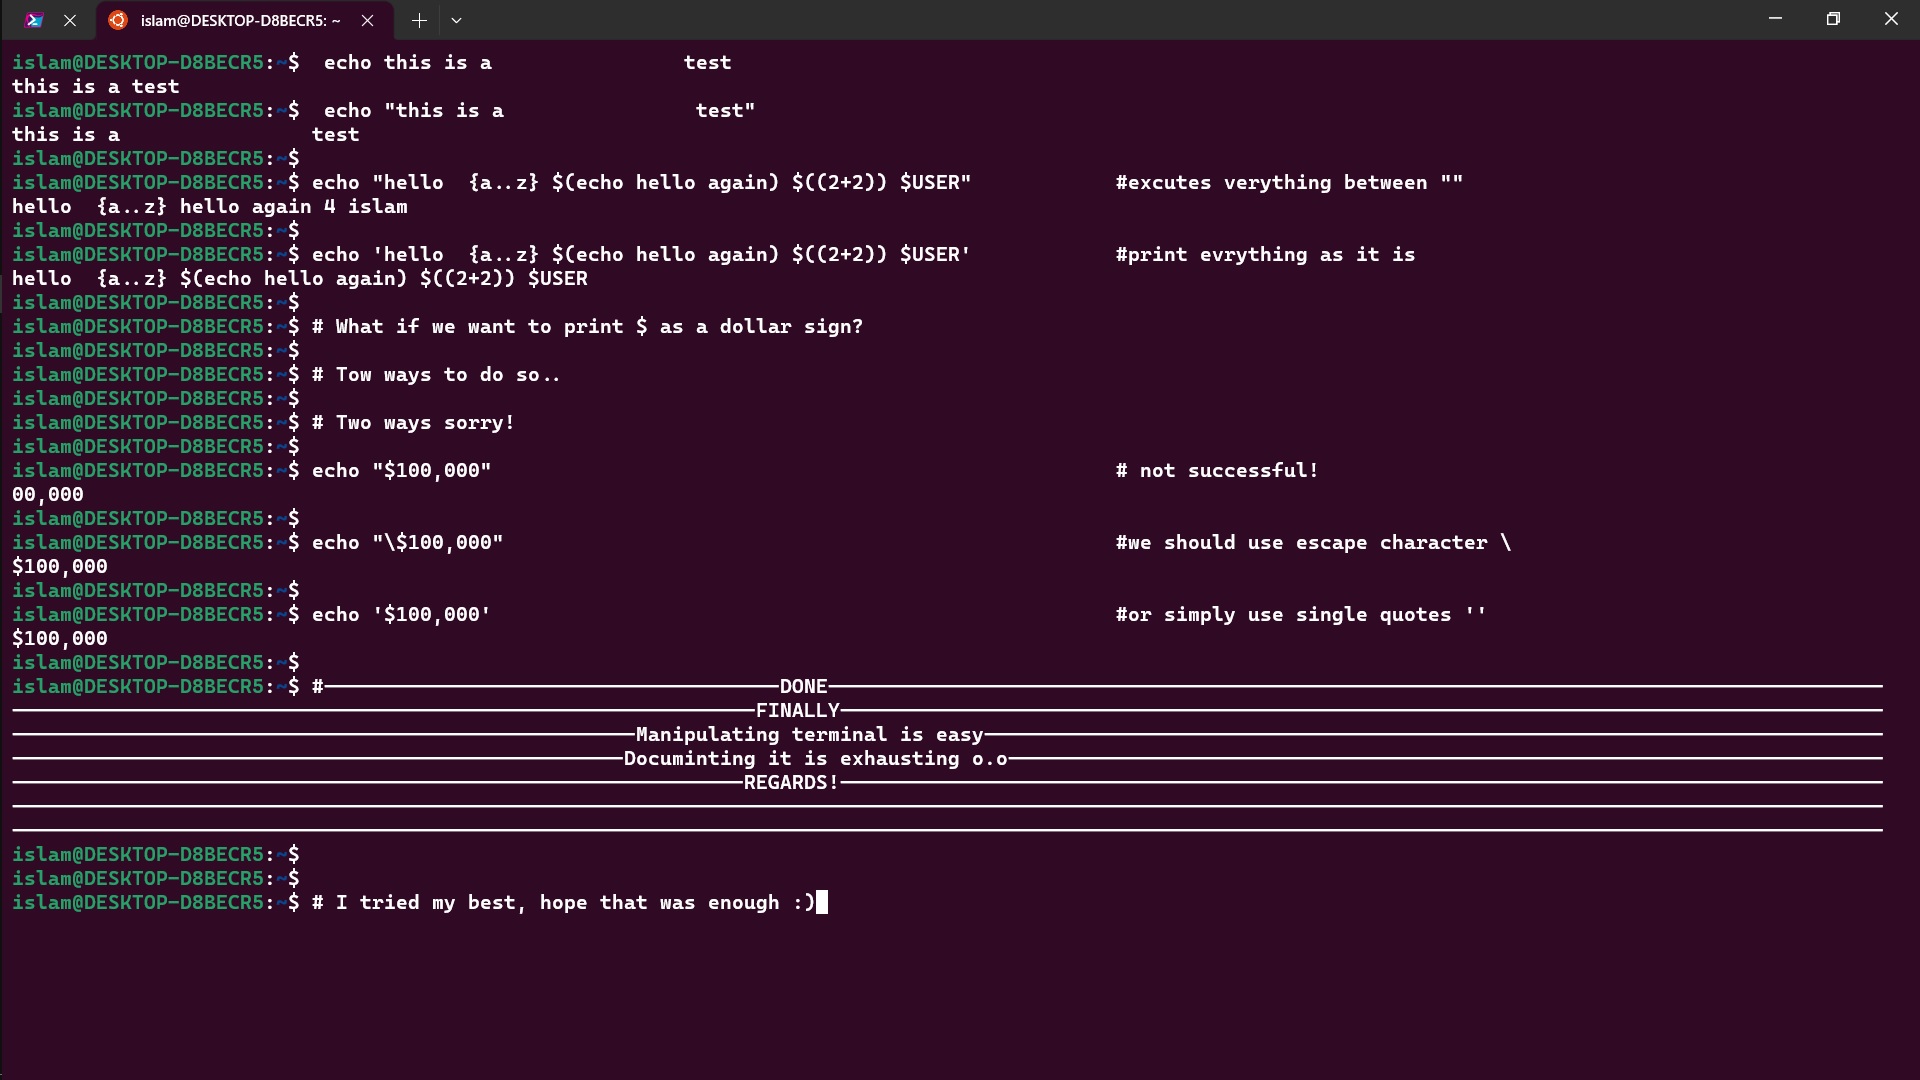 islam@DESKTOP-D8BECR5: ~
islam@DESKTOP-D8BECR5:~$  echo this is a                test
this is a test
islam@DESKTOP-D8BECR5:~$  echo "this is a                test"
this is a                test
islam@DESKTOP-D8BECR5:~$
islam@DESKTOP-D8BECR5:~$ echo "hello  {a..z} $(echo hello again) $((2+2)) $USER"            #excutes verything between ""
hello  {a..z} hello again 4 islam
islam@DESKTOP-D8BECR5:~$
islam@DESKTOP-D8BECR5:~$ echo 'hello  {a..z} $(echo hello again) $((2+2)) $USER'            #print evrything as it is
hello  {a..z} $(echo hello again) $((2+2)) $USER
islam@DESKTOP-D8BECR5:~$
islam@DESKTOP-D8BECR5:~$ # What if we want to print $ as a dollar sign?
islam@DESKTOP-D8BECR5:~$
islam@DESKTOP-D8BECR5:~$ # Tow ways to do so..
islam@DESKTOP-D8BECR5:~$
islam@DESKTOP-D8BECR5:~$ # Two ways sorry!
islam@DESKTOP-D8BECR5:~$
islam@DESKTOP-D8BECR5:~$ echo "$100,000"                                                    # not successful!
00,000
islam@DESKTOP-D8BECR5:~$
islam@DESKTOP-D8BECR5:~$ echo "\$100,000"                                                   #we should use escape character \
$100,000
islam@DESKTOP-D8BECR5:~$
islam@DESKTOP-D8BECR5:~$ echo '$100,000'                                                    #or simply use single quotes ''
$100,000
islam@DESKTOP-D8BECR5:~$
islam@DESKTOP-D8BECR5:~$ #DONE
FINALLY
Manipulating terminal is easy
Documinting it is exhausting o.o
REGARDS!
islam@DESKTOP-D8BECR5:~$
islam@DESKTOP-D8BECR5:~$
islam@DESKTOP-D8BECR5:~$ # I tried my best, hope that was enough :)